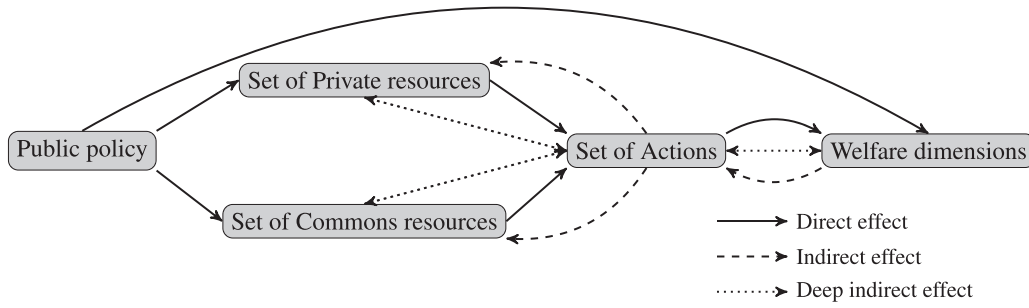 Set of Private resources
Public policy
Set of Actions
Welfare dimensions
Set of Commons resources
Direct effect
Indirect effect
Deep indirect effect